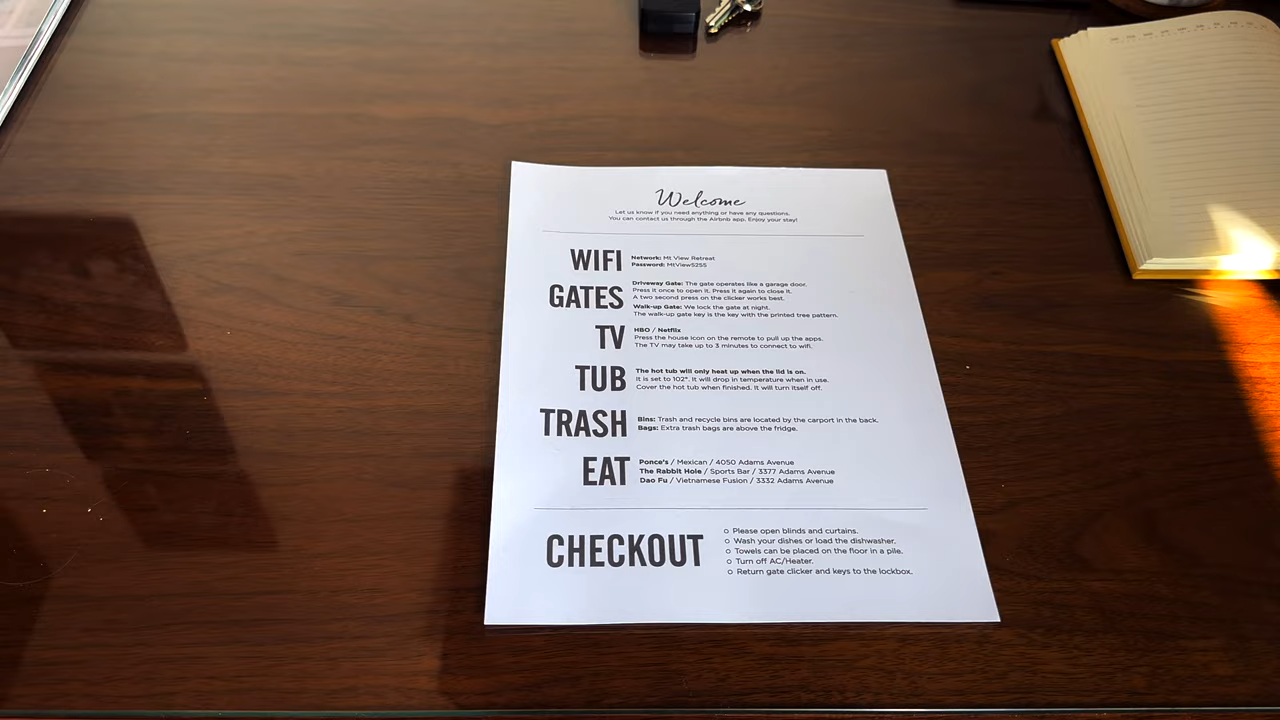 Welcome
Let us know if you need anything or have any questions.
You can contact us through the Airbnb app. Enjoy your stay!
WIFI
Network: Mt View Retreat
Password: MtView5255
GATES
Driveway Gate: The gate operates like a garage door.
Press it once to open it. Press it again to close it.
A two second press on the clicker works best.
Walk-up Gate: We lock the gate at night.
The walk-up gate key is the key with the printed tree pattern.
TV
HBO / Netflix
Press the house icon on the remote to pull up the apps.
The TV may take up to 3 minutes to connect to wifi.
TUB
The hot tub will only heat up when the lid is on.
It is set to 102°. It will drop in temperature when in use.
Cover the hot tub when finished. It will turn itself off.
TRASH
Bins: Trash and recycle bins are located by the carport in the back.
Bags: Extra trash bags are above the fridge.
EAT
Ponce's / Mexican / 4050 Adams Avenue
The Rabbit Hole / Sports Bar / 3377 Adams Avenue
Dao Fu / Vietnamese Fusion / 3332 Adams Avenue
CHECKOUT
○ Please open blinds and curtains.
○ Wash your dishes or load the dishwasher.
○ Towels can be placed on the floor in a pile.
○ Turn off AC/Heater.
○ Return gate clicker and keys to the lockbox.